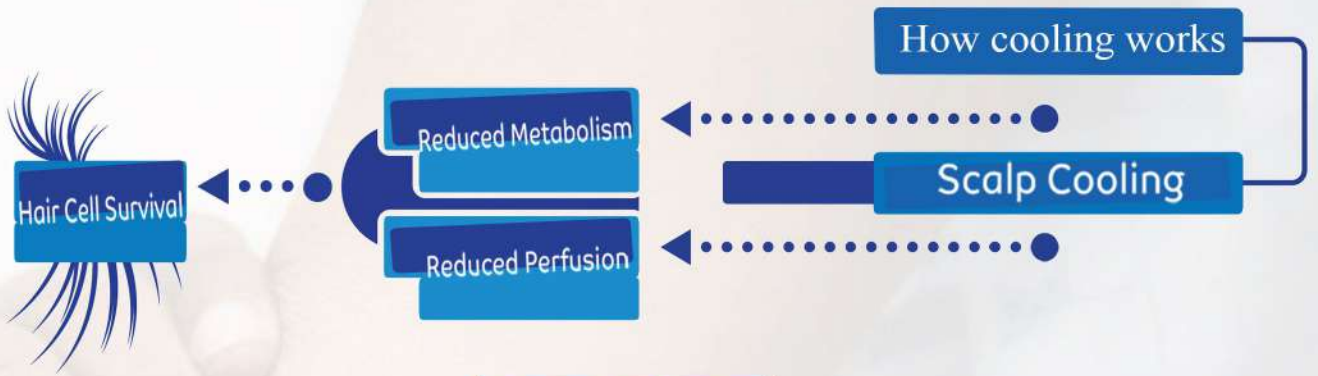 How cooling works
Scalp Cooling
Reduced Metabolism
Reduced Perfusion
Hair Cell Survival